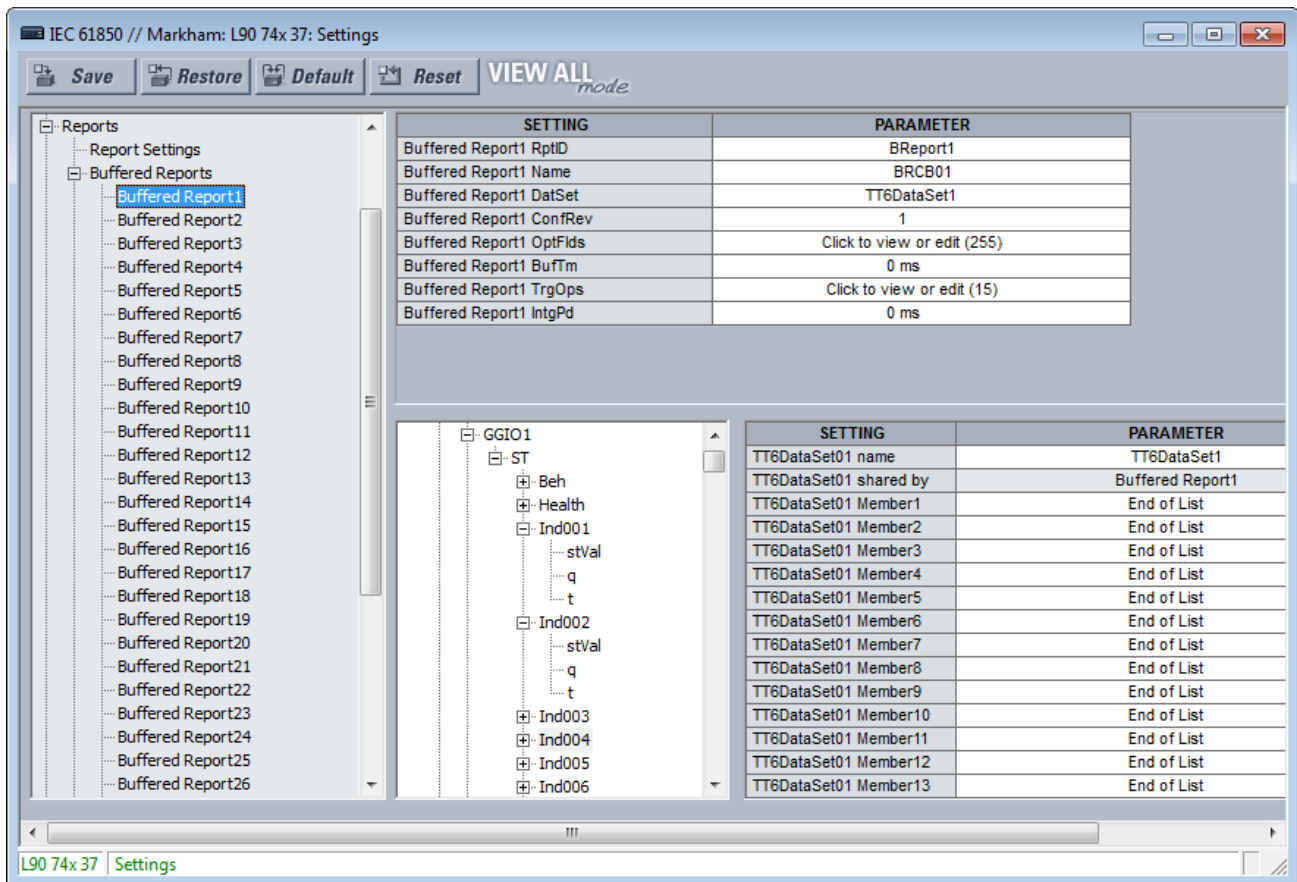 IEC 61850 // Markham: L90 74x 37: Settings
Save Restore Default Reset VIEW ALL mode
Reports
Report Settings
Buffered Reports
Buffered Report1
Buffered Report2
Buffered Report3
Buffered Report4
Buffered Report5
Buffered Report6
Buffered Report7
Buffered Report8
Buffered Report9
Buffered Report10
Buffered Report11
Buffered Report12
Buffered Report13
Buffered Report14
Buffered Report15
Buffered Report16
Buffered Report17
Buffered Report18
Buffered Report19
Buffered Report20
Buffered Report21
Buffered Report22
Buffered Report23
Buffered Report24
Buffered Report25
Buffered Report26
SETTING PARAMETER
Buffered Report1 RptID BReport1
Buffered Report1 Name BRCB01
Buffered Report1 DatSet TT6DataSet1
Buffered Report1 ConfRev 1
Buffered Report1 OptFlds Click to view or edit (255)
Buffered Report1 BufTm 0 ms
Buffered Report1 TrgOps Click to view or edit (15)
Buffered Report1 IntgPd 0 ms
GGIO1
ST
Beh
Health
Ind001
stVal
q
t
Ind002
stVal
q
t
Ind003
Ind004
Ind005
Ind006
SETTING PARAMETER
TT6DataSet01 name TT6DataSet1
TT6DataSet01 shared by Buffered Report1
TT6DataSet01 Member1 End of List
TT6DataSet01 Member2 End of List
TT6DataSet01 Member3 End of List
TT6DataSet01 Member4 End of List
TT6DataSet01 Member5 End of List
TT6DataSet01 Member6 End of List
TT6DataSet01 Member7 End of List
TT6DataSet01 Member8 End of List
TT6DataSet01 Member9 End of List
TT6DataSet01 Member10 End of List
TT6DataSet01 Member11 End of List
TT6DataSet01 Member12 End of List
TT6DataSet01 Member13 End of List
L90 74x 37 Settings